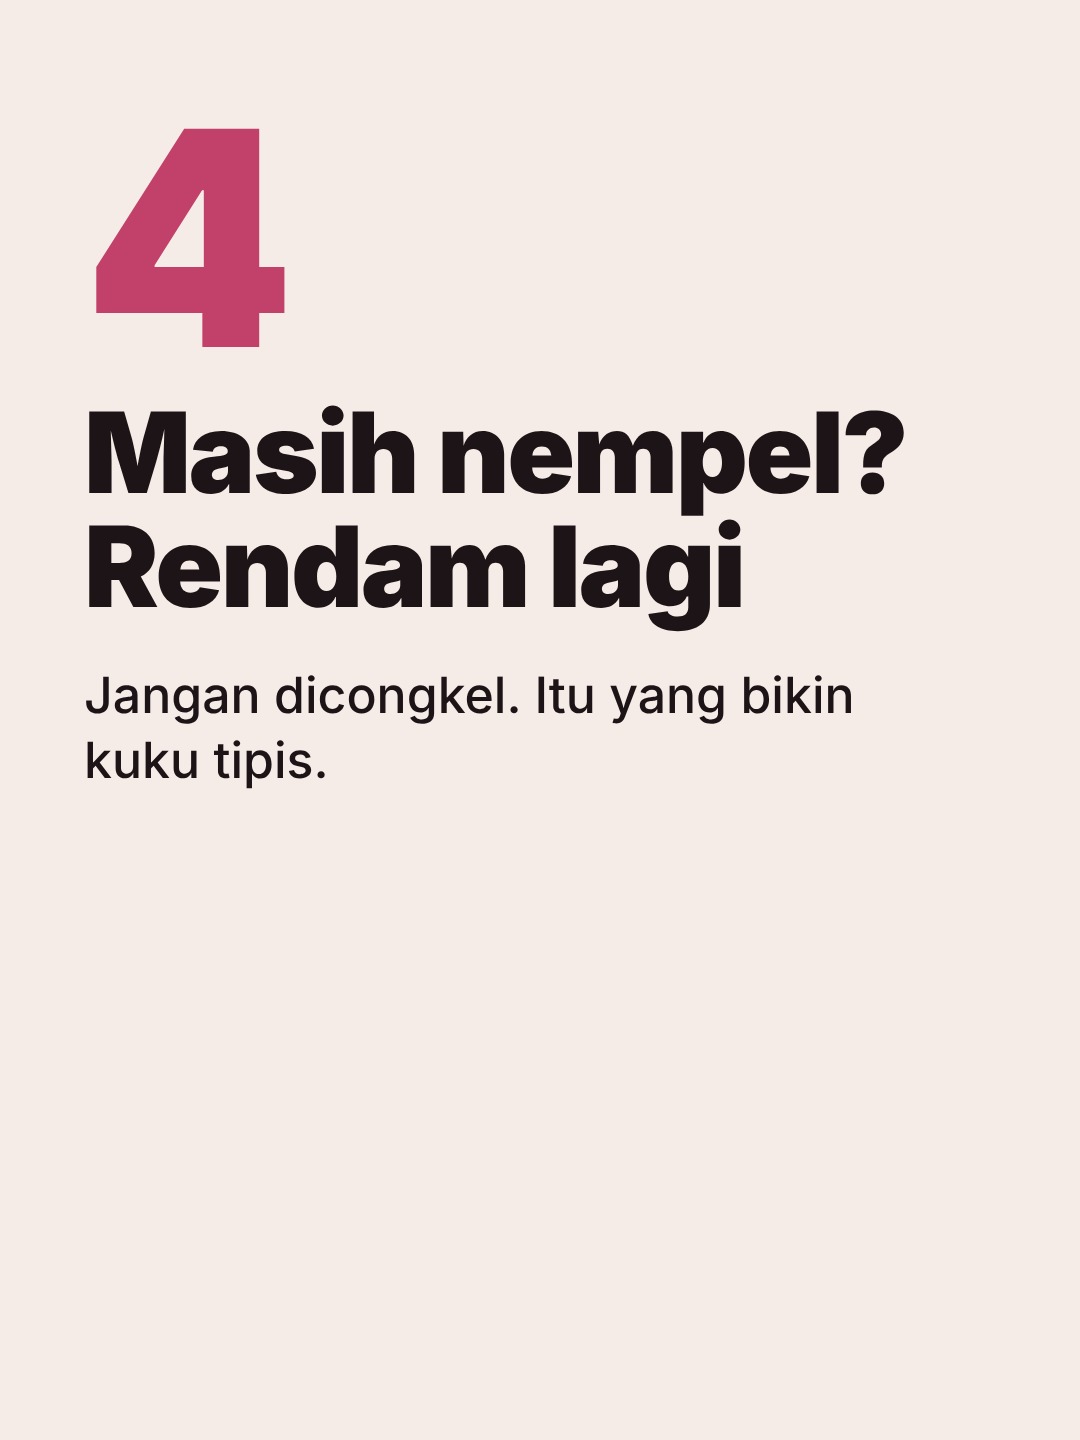 4
Masih nempel?
Rendam lagi
Jangan dicongkel. Itu yang bikin
kuku tipis.